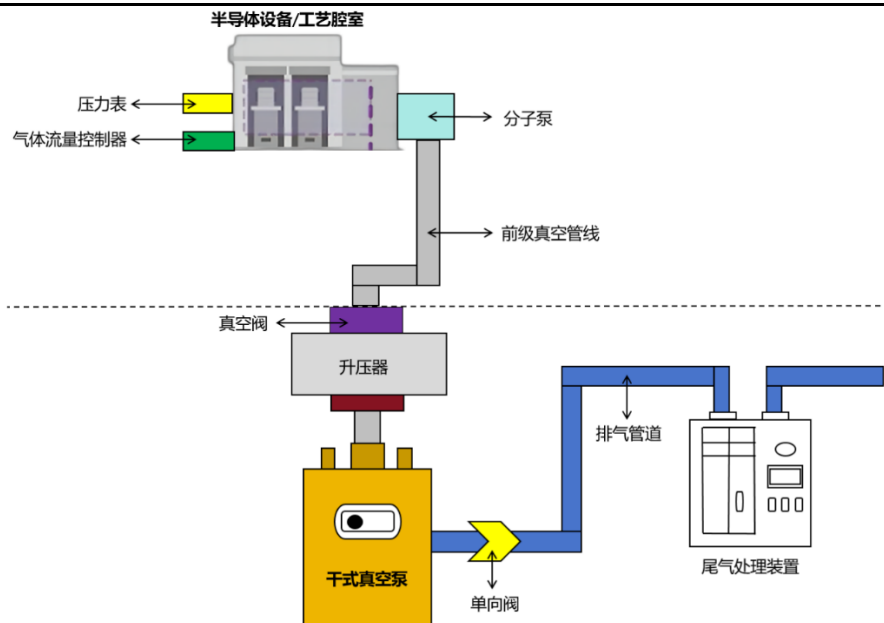 半导体设备/工艺腔室
压力表
分子泵
气体流量控制器
前级真空管线
真空阀
升压器
排气管道
干式真空泵
尾气处理装置
单向阀